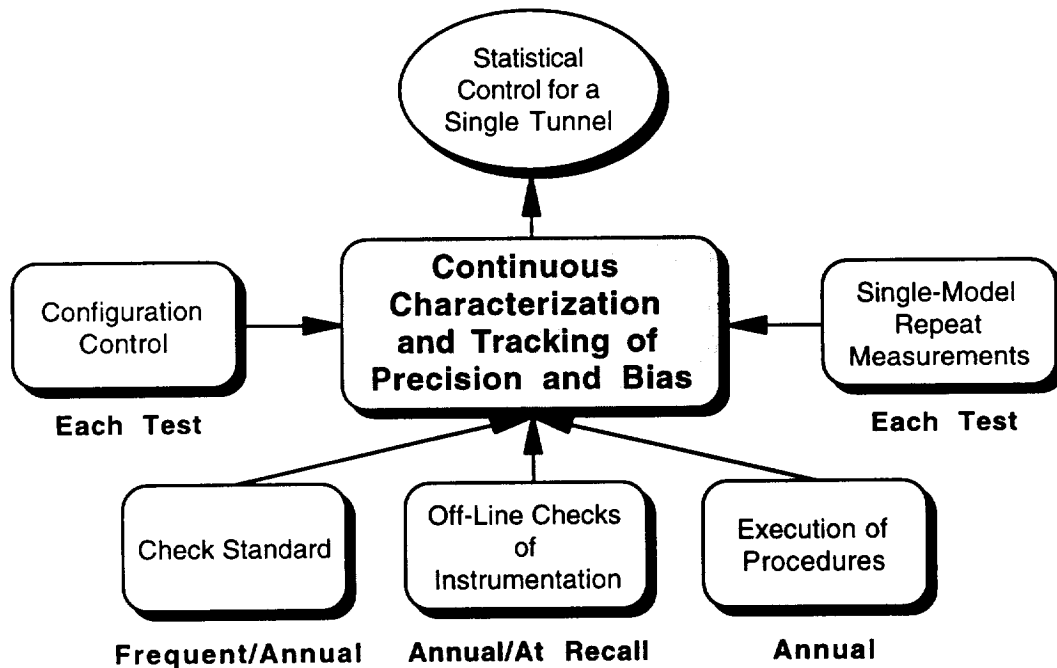 Statistical
Control for a
Single Tunnel
Continuous
Characterization
and Tracking of
Precision and Bias
Configuration
Control
Each Test
Single-Model
Repeat
Measurements
Each Test
Check Standard
Frequent/Annual
Off-Line Checks
of
Instrumentation
Annual/At Recall
Execution of
Procedures
Annual